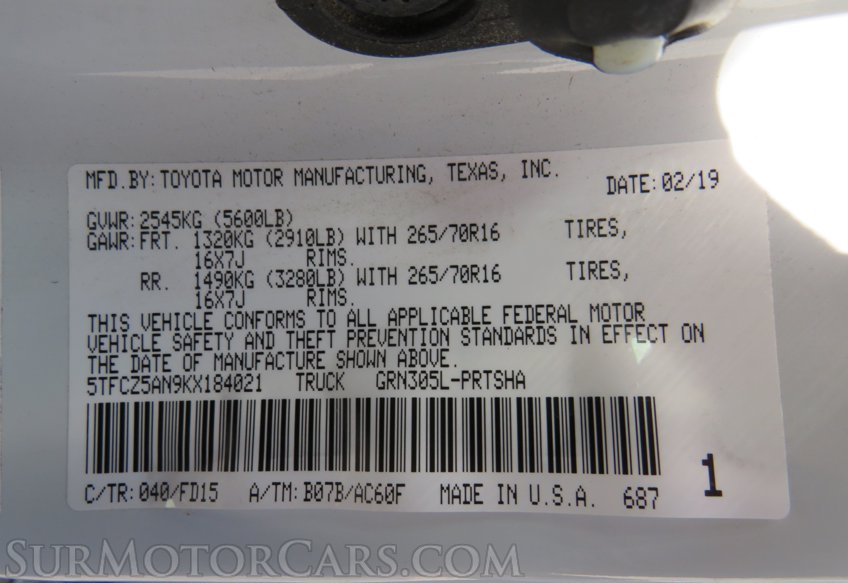 MFD.BY: TOYOTA MOTOR MANUFACTURING, TEXAS, INC.
DATE: 02/19
GVWR: 2545KG (5600LB)
GAWR: FRT. 1320KG (2910LB) WITH 265/70R16 TIRES,
16X7J RIMS.
RR. 1490KG (3280LB) WITH 265/70R16 TIRES,
16X7J RIMS.
THIS VEHICLE CONFORMS TO ALL APPLICABLE FEDERAL MOTOR
VEHICLE SAFETY AND THEFT PREVENTION STANDARDS IN EFFECT ON
THE DATE OF MANUFACTURE SHOWN ABOVE.
5TFCZ5AN9KX184021 TRUCK GRN305L-PRTSHA
C/TR: 040/FD15 A/TM: B07B/AC60F MADE IN U.S.A. 687
1
SURMOTORCARS.COM